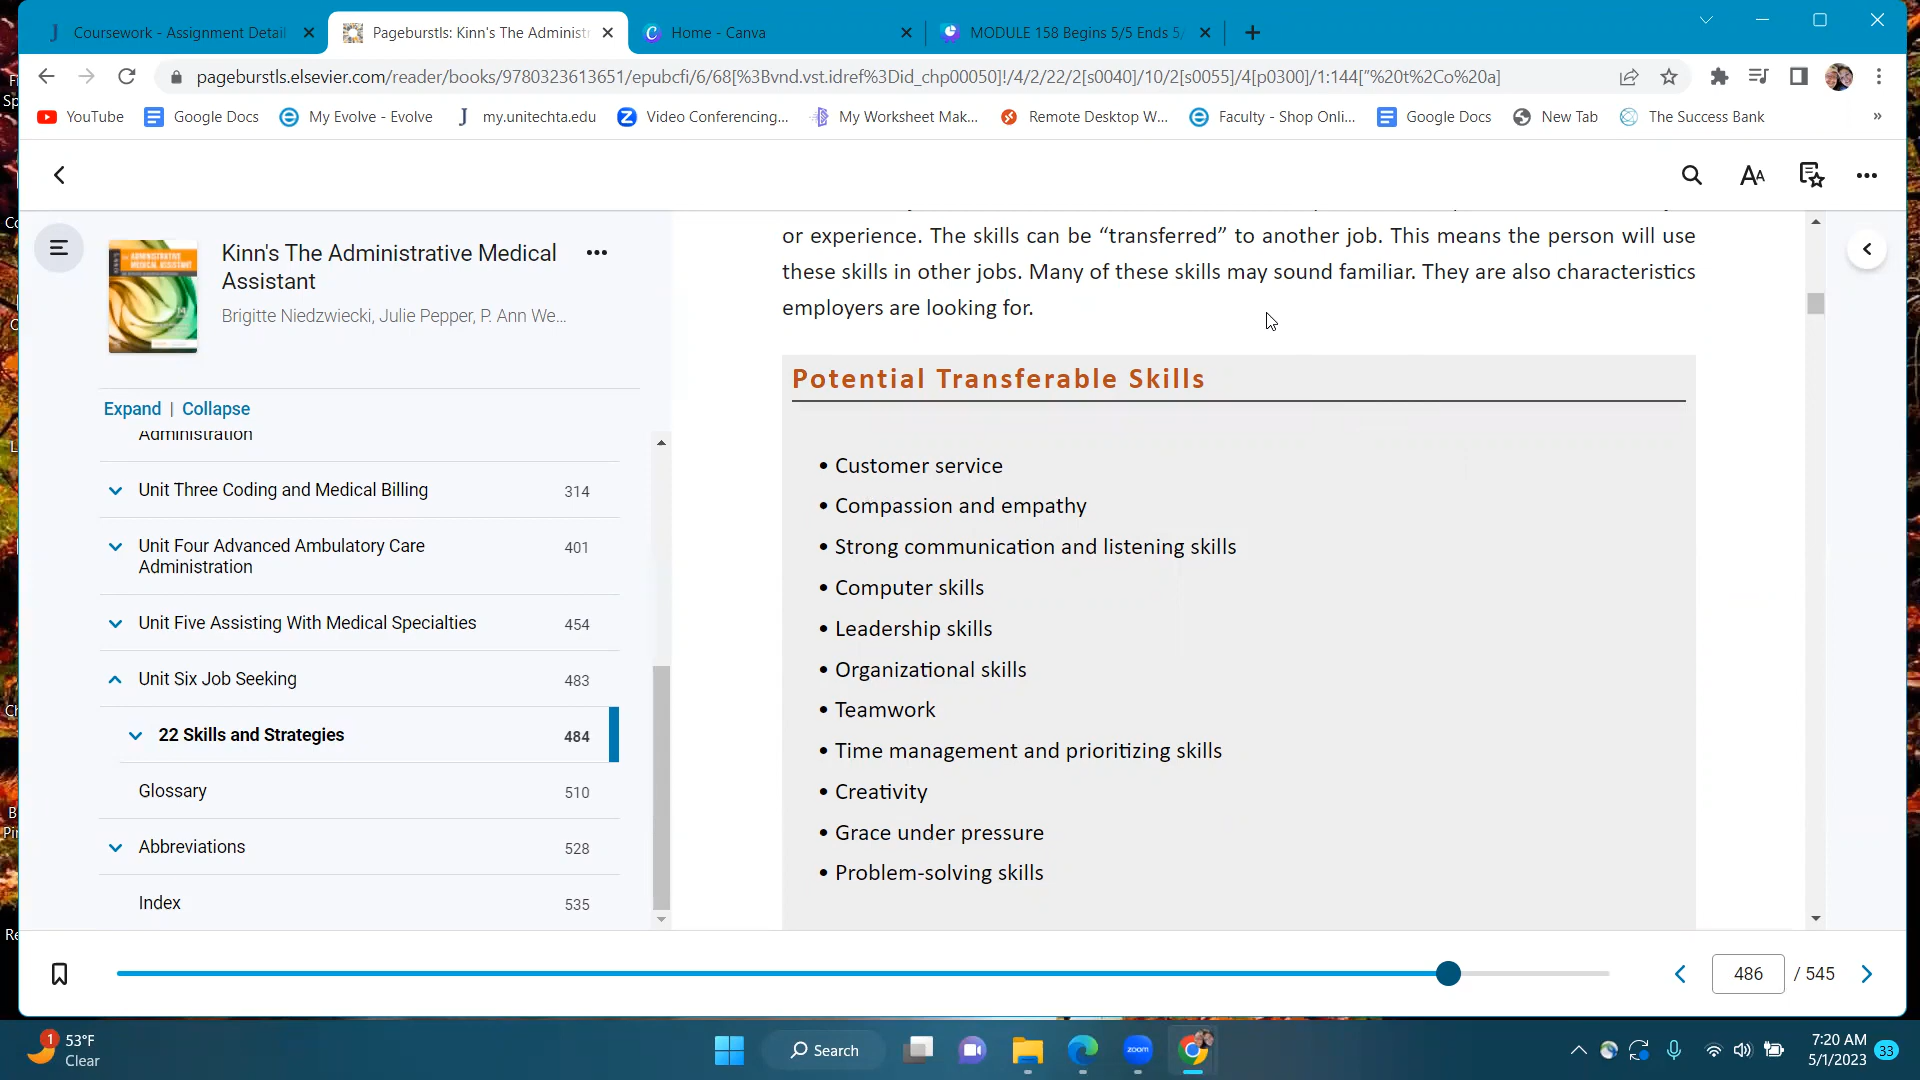 Coursework - Assignment Detail
Pageburstls: Kinn's The Administr
Home - Canva
MODULE 158 Begins 5/5 Ends 5/
pageburstls.elsevier.com/reader/books/9780323613651/epubcfi/6/68[%3Bvnd.vst.idref%3Did_chp00050]!/4/2/22/2[s0040]/10/2[s0055]/4[p0300]/1:144[”%20t%2Co%20a]
YouTube
Google Docs
My Evolve - Evolve
my.unitechta.edu
Video Conferencing...
My Worksheet Mak...
Remote Desktop W...
Faculty - Shop Onli...
Google Docs
New Tab
The Success Bank
»
AA
Kinn's The Administrative Medical
Assistant
Brigitte Niedzwiecki, Julie Pepper, P. Ann We...
Expand | Collapse
Administration
Unit Three Coding and Medical Billing 314
Unit Four Advanced Ambulatory Care 401
Administration
Unit Five Assisting With Medical Specialties 454
Unit Six Job Seeking 483
22 Skills and Strategies 484
Glossary 510
Abbreviations 528
Index 535
or experience. The skills can be “transferred” to another job. This means the person will use
these skills in other jobs. Many of these skills may sound familiar. They are also characteristics
employers are looking for.
Potential Transferable Skills
• Customer service
• Compassion and empathy
• Strong communication and listening skills
• Computer skills
• Leadership skills
• Organizational skills
• Teamwork
• Time management and prioritizing skills
• Creativity
• Grace under pressure
• Problem-solving skills
486 / 545
1
53°F
Clear
Search
zoom
7:20 AM
5/1/2023
33